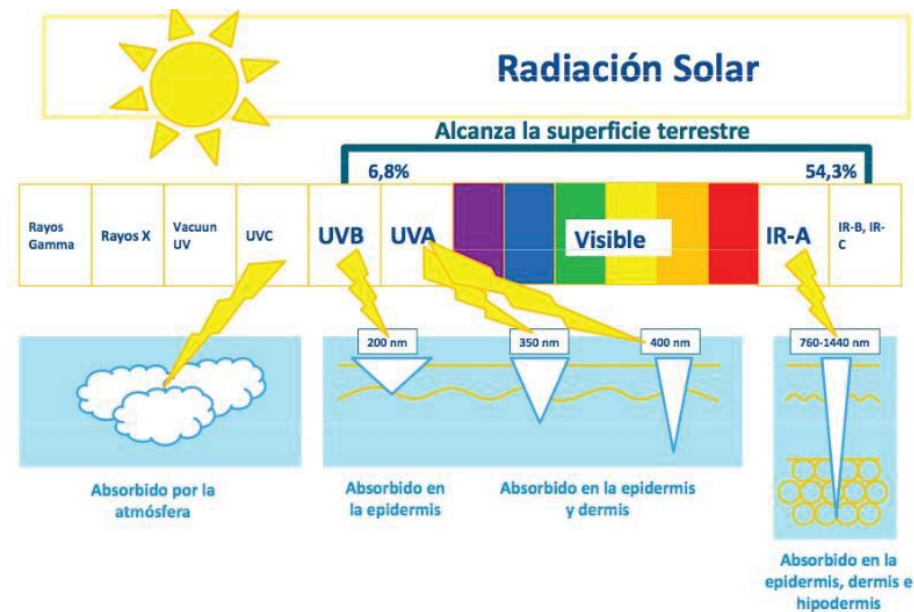 Radiación Solar
Alcanza la superficie terrestre
6,8%
54,3%
Rayos
Gamma
Rayos X
Vacuun
UV
UVC
UVB
UVA
Visible
IR-A
IR-B, IR-
C
200 nm
350 nm
400 nm
760-1440 nm
Absorbido por la
atmósfera
Absorbido en
la epidermis
Absorbido en la epidermis
y dermis
Absorbido en la
epidermis, dermis e
hipodermis